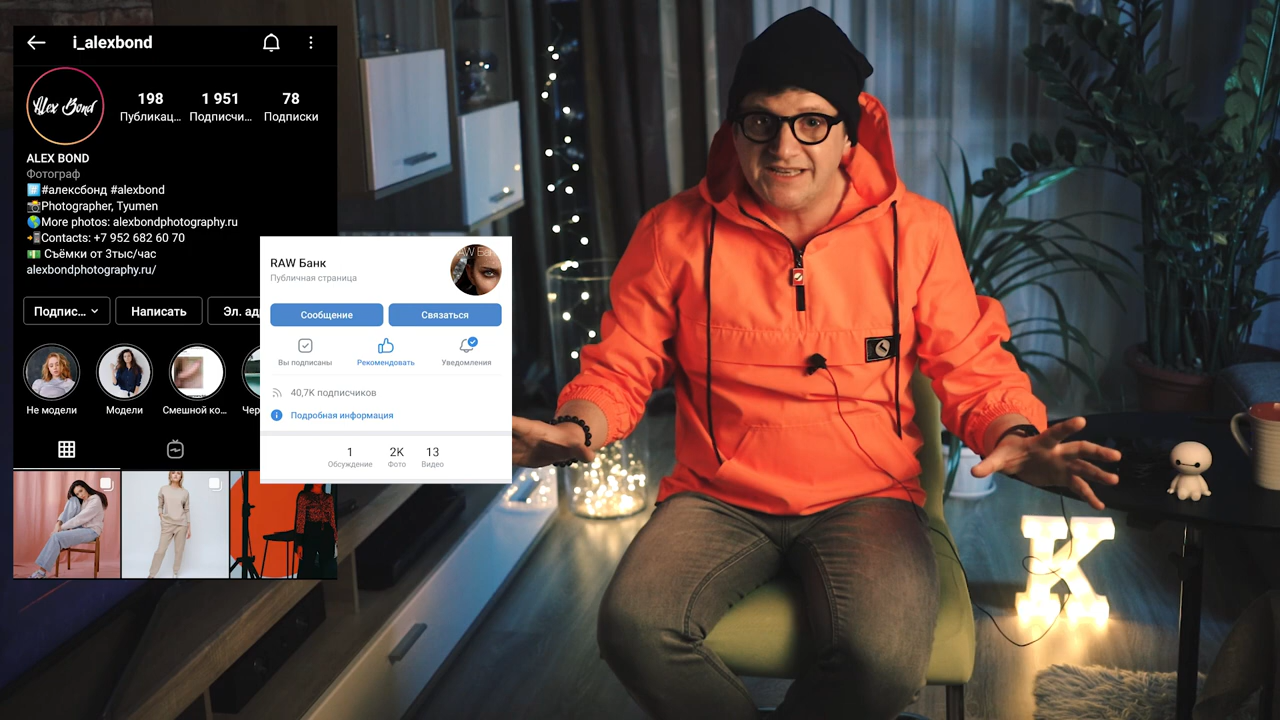 i_alexbond
Alex Bond
198 1 951 78
Публикац... Подписчи... Подписки
ALEX BOND
Фотограф
#️⃣#алексбонд #alexbond
📸Photographer, Tyumen
🌎More photos: alexbondphotography.ru
📲Contacts: +7 952 682 60 70
💵 Съёмки от 3тыс/час
alexbondphotography.ru/
Подпис... Написать Эл. ад
Не модели Модели Смешной ко... Чер
RAW Банк
Публичная страница
Сообщение Связаться
Вы подписаны Рекомендовать Уведомления
40,7K подписчиков
Подробная информация
1 2K 13
Обсуждение Фото Видео
K